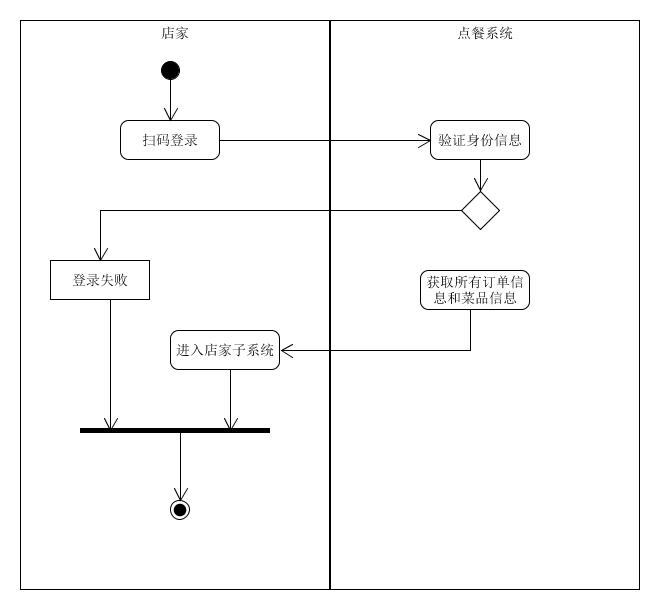 店家
点餐系统
扫码登录
验证身份信息
登录失败
获取所有订单信
息和菜品信息
进入店家子系统